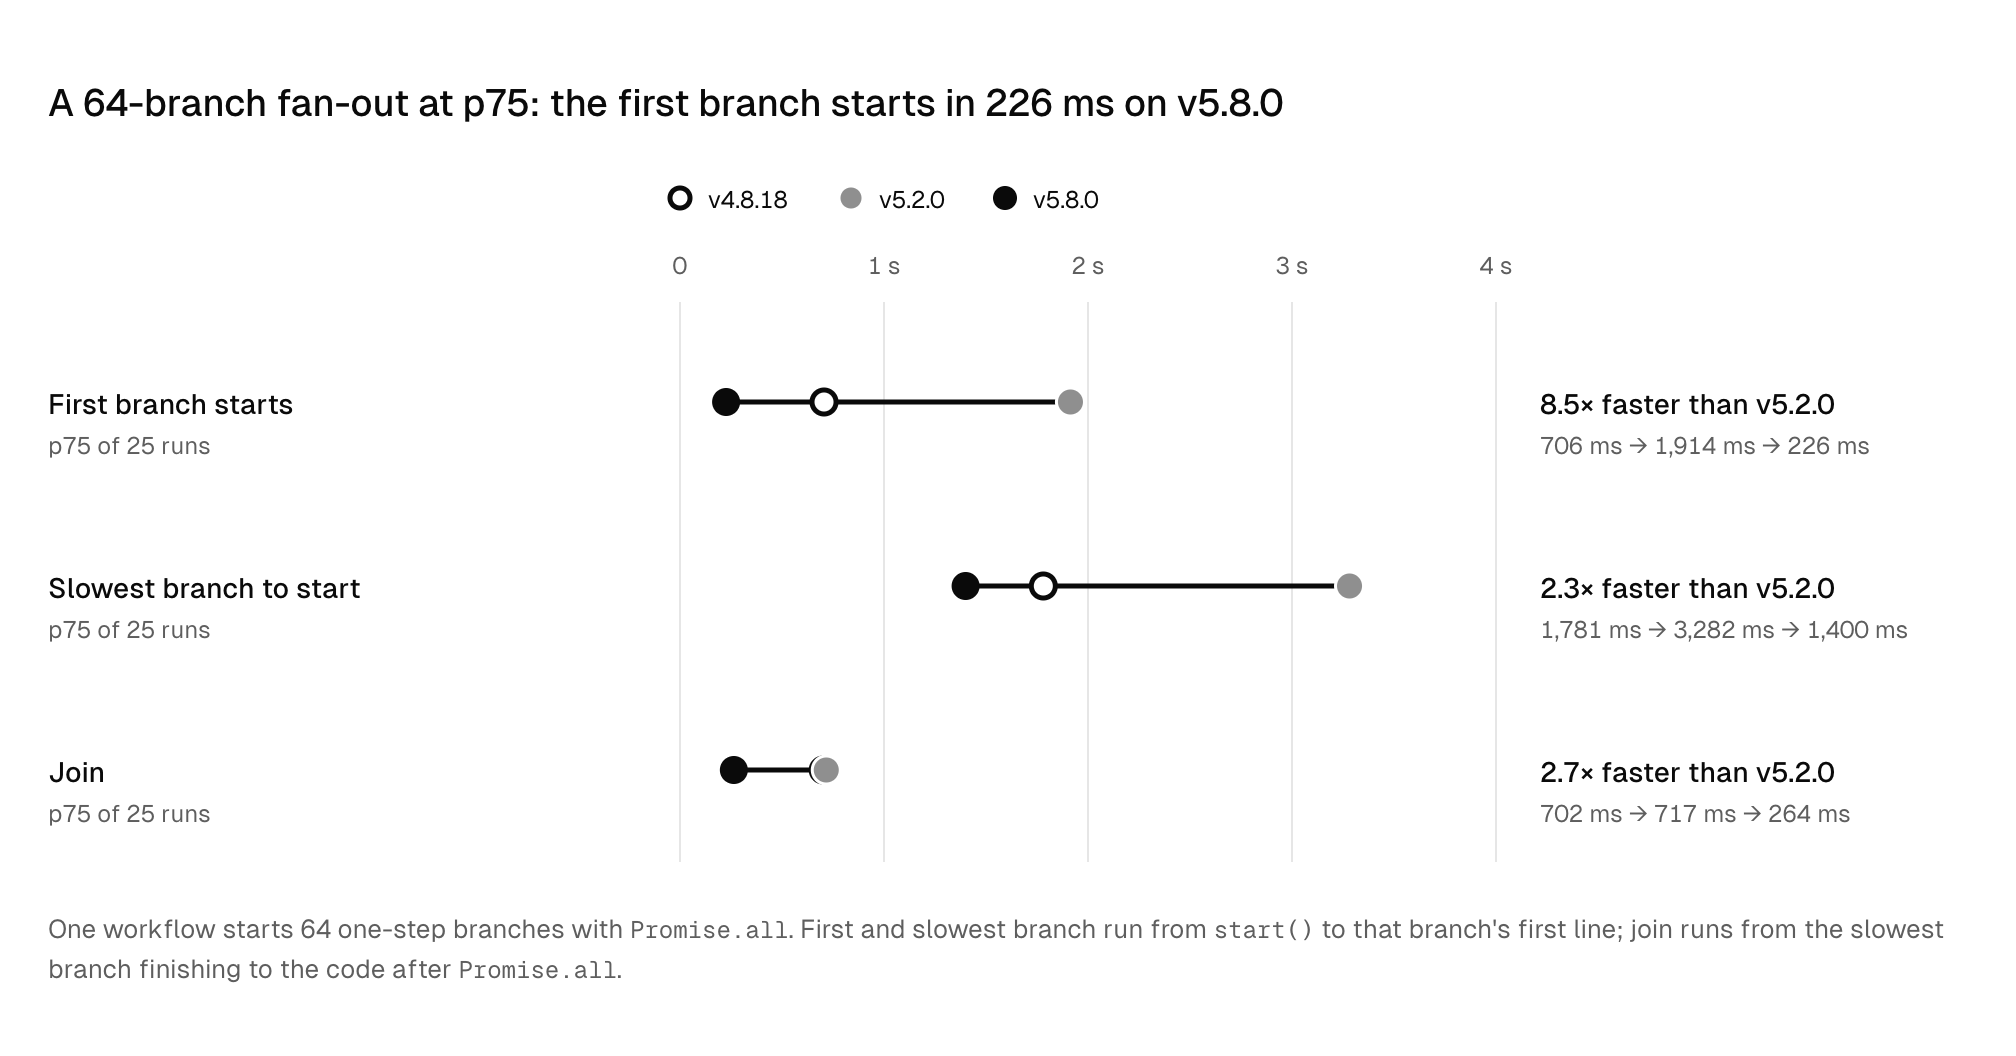 A 64-branch fan-out at p75: the first branch starts in 226 ms on v5.8.0
v4.8.18 v5.2.0 v5.8.0
0 1 s 2 s 3 s 4 s
First branch starts
p75 of 25 runs
8.5× faster than v5.2.0
706 ms → 1,914 ms → 226 ms
Slowest branch to start
p75 of 25 runs
2.3× faster than v5.2.0
1,781 ms → 3,282 ms → 1,400 ms
Join
p75 of 25 runs
2.7× faster than v5.2.0
702 ms → 717 ms → 264 ms
One workflow starts 64 one-step branches with Promise.all. First and slowest branch run from start() to that branch's first line; join runs from the slowest
branch finishing to the code after Promise.all.